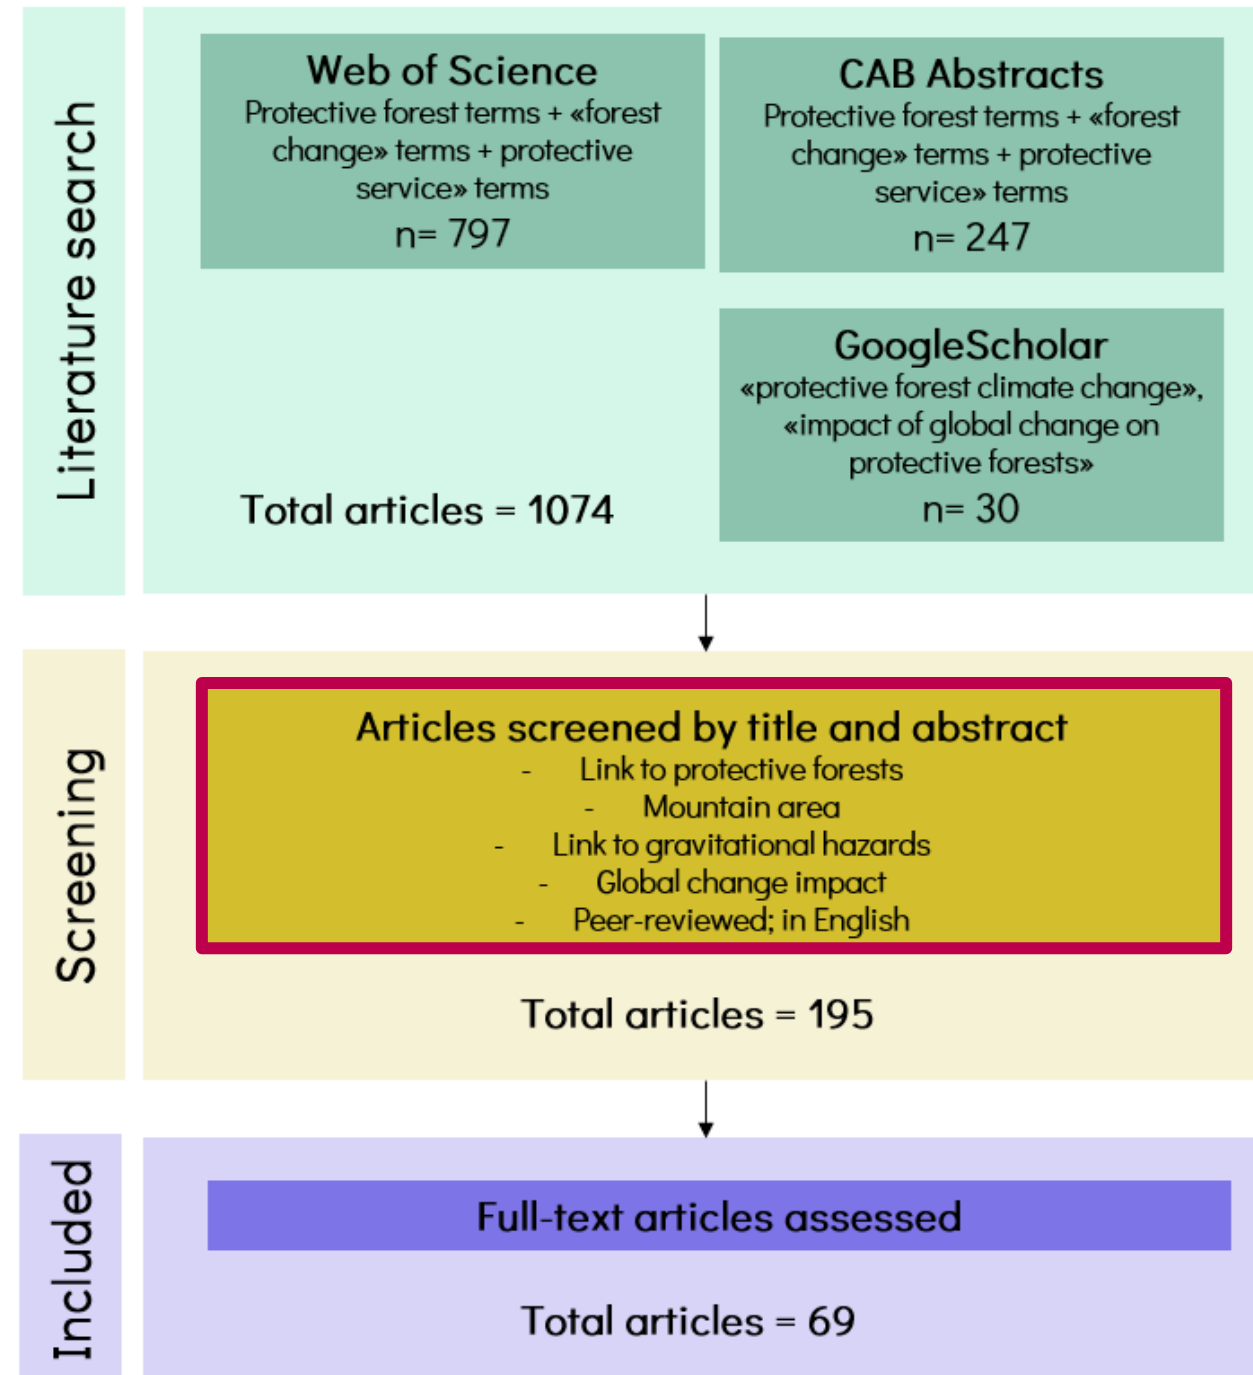 Literature search
Web of Science
Protective forest terms + «forest
change» terms + protective
service» terms
n= 797
CAB Abstracts
Protective forest terms + «forest
change» terms + protective
service» terms
n= 247
GoogleScholar
«protective forest climate change»,
«impact of global change on
protective forests»
n= 30
Total articles = 1074
Screening
Articles screened by title and abstract
- Link to protective forests
- Mountain area
- Link to gravitational hazards
- Global change impact
- Peer-reviewed; in English
Total articles = 195
Included
Full-text articles assessed
Total articles = 69